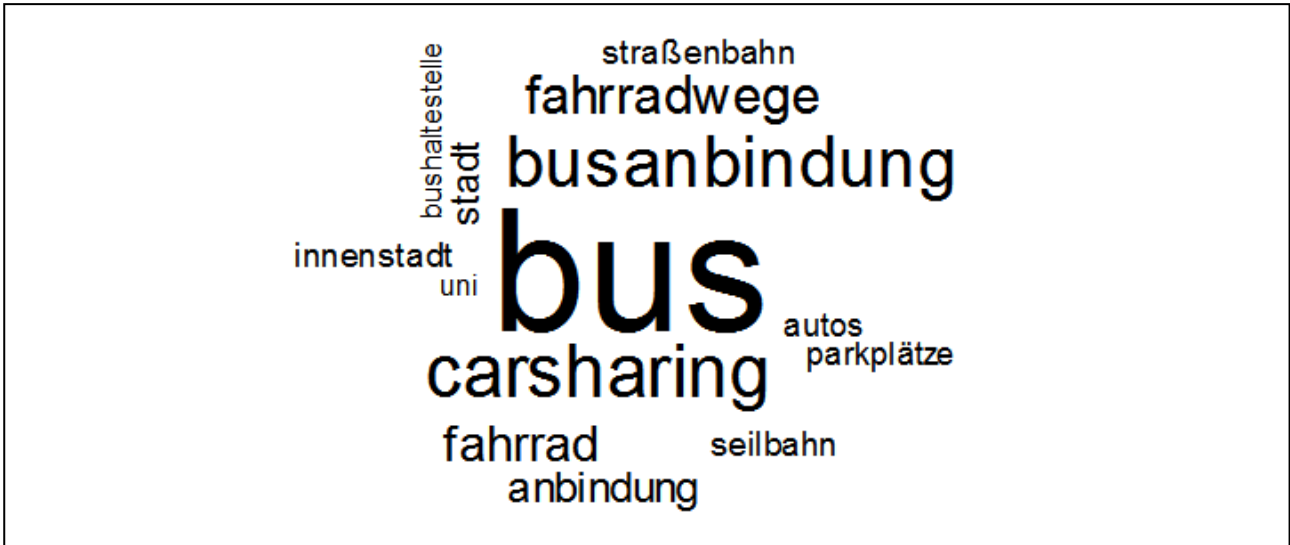 straßenbahn
bushaltestelle
fahrradwege
stadt
busanbindung
innenstadt
uni
bus
autos
parkplätze
carsharing
fahrrad
seilbahn
anbindung